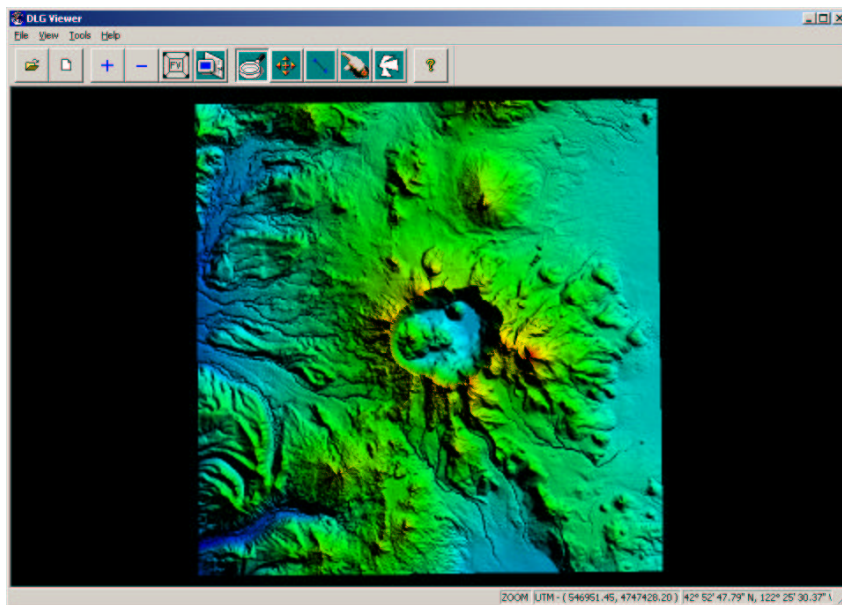 DLG Viewer
File View Tools Help
FV
ZOOM UTM - ( 546951.45, 4747428.20 ) 42° 52' 47.79" N, 122° 25' 30.37"